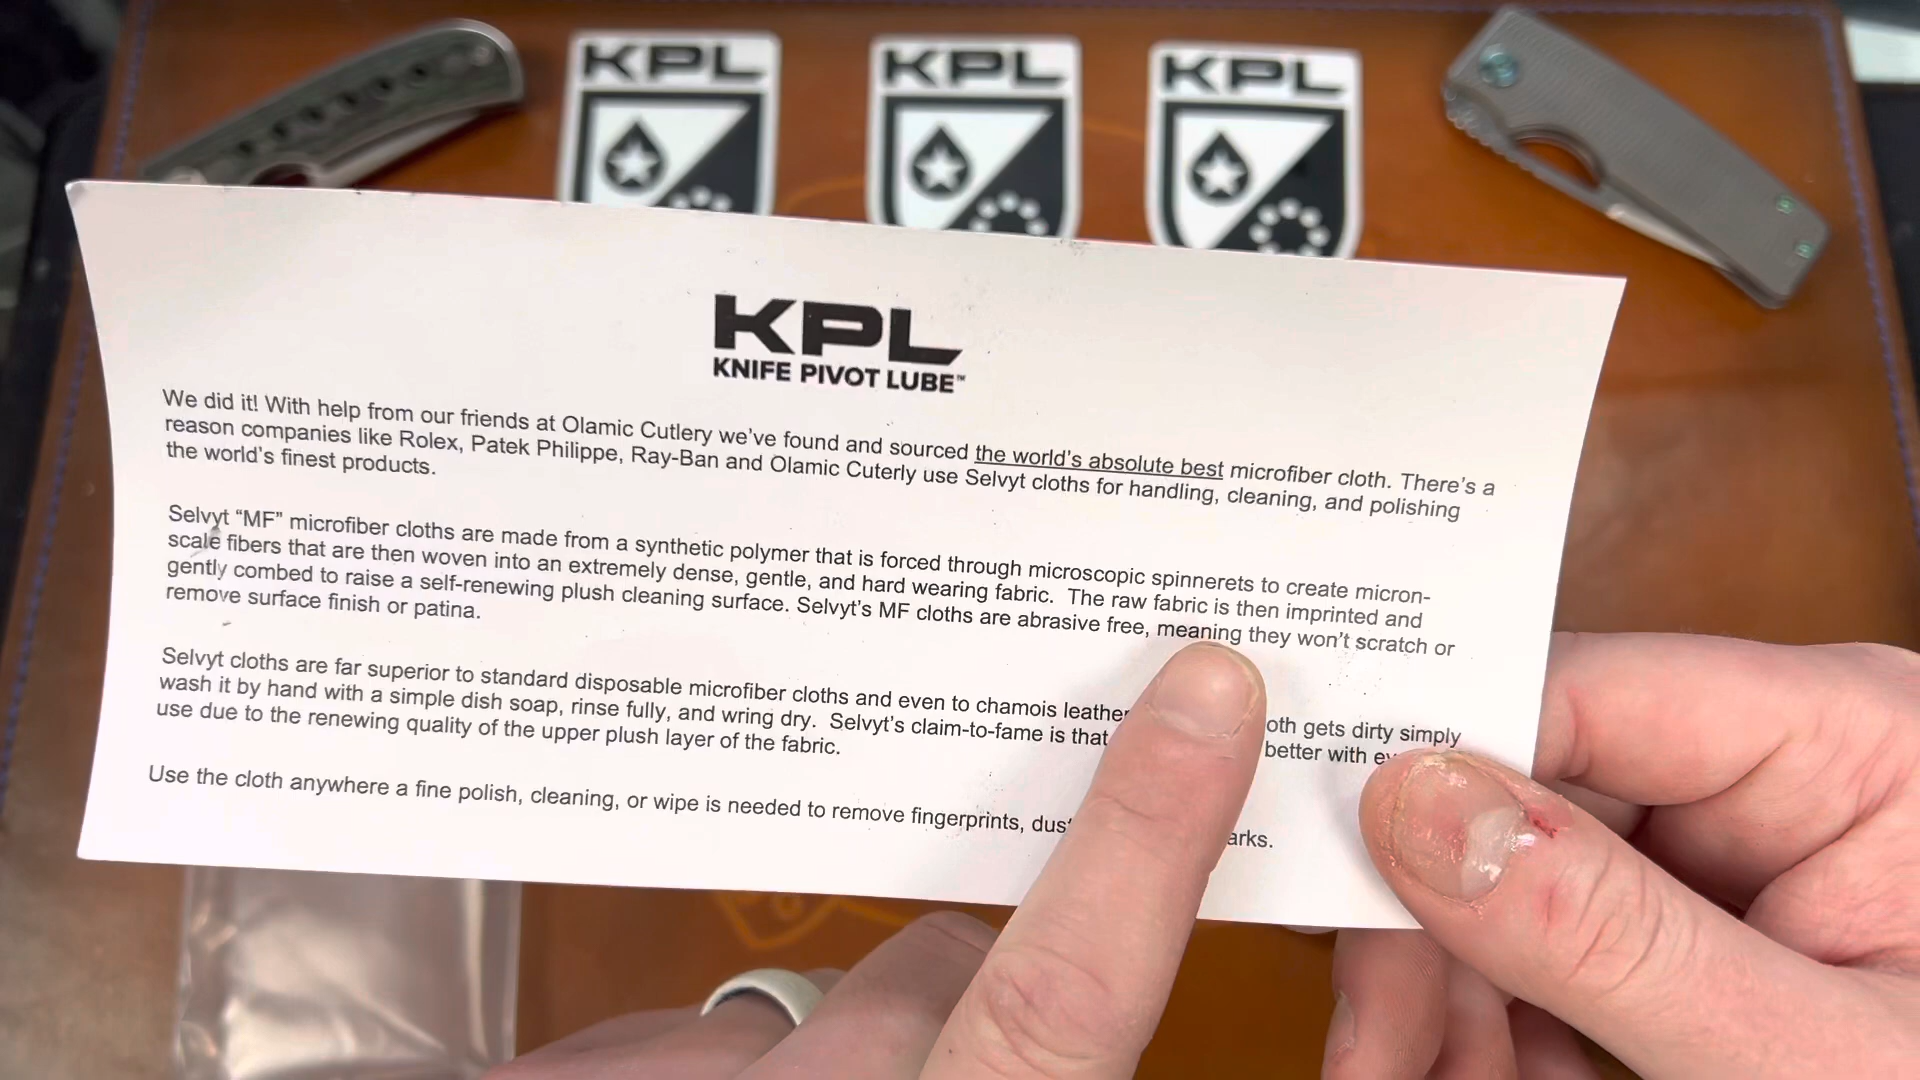 KPL KPL KPL
KPL
KNIFE PIVOT LUBE™
We did it! With help from our friends at Olamic Cutlery we've found and sourced the world's absolute best microfiber cloth. There's a
reason companies like Rolex, Patek Philippe, Ray-Ban and Olamic Cuterly use Selvyt cloths for handling, cleaning, and polishing
the world's finest products.
Selvyt “MF” microfiber cloths are made from a synthetic polymer that is forced through microscopic spinnerets to create micron-
scale fibers that are then woven into an extremely dense, gentle, and hard wearing fabric. The raw fabric is then imprinted and
gently combed to raise a self-renewing plush cleaning surface. Selvyt's MF cloths are abrasive free, meaning they won't scratch or
remove surface finish or patina.
Selvyt cloths are far superior to standard disposable microfiber cloths and even to chamois leather gets dirty simply
wash it by hand with a simple dish soap, rinse fully, and wring dry. Selvyt's claim-to-fame is that better with
use due to the renewing quality of the upper plush layer of the fabric.
Use the cloth anywhere a fine polish, cleaning, or wipe is needed to remove fingerprints,